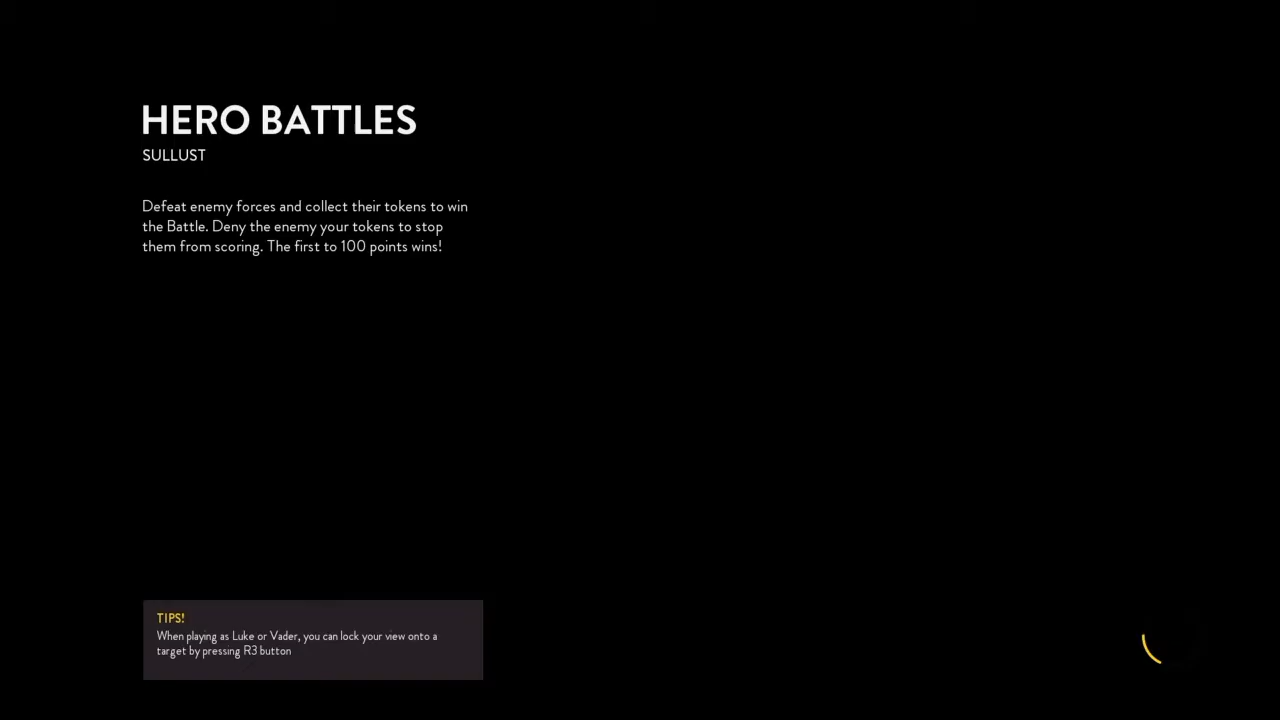 HERO BATTLES
SULLUST
Defeat enemy forces and collect their tokens to win
the Battle. Deny the enemy your tokens to stop
them from scoring. The first to 100 points wins!
TIPS!
When playing as Luke or Vader, you can lock your view onto a
target by pressing R3 button